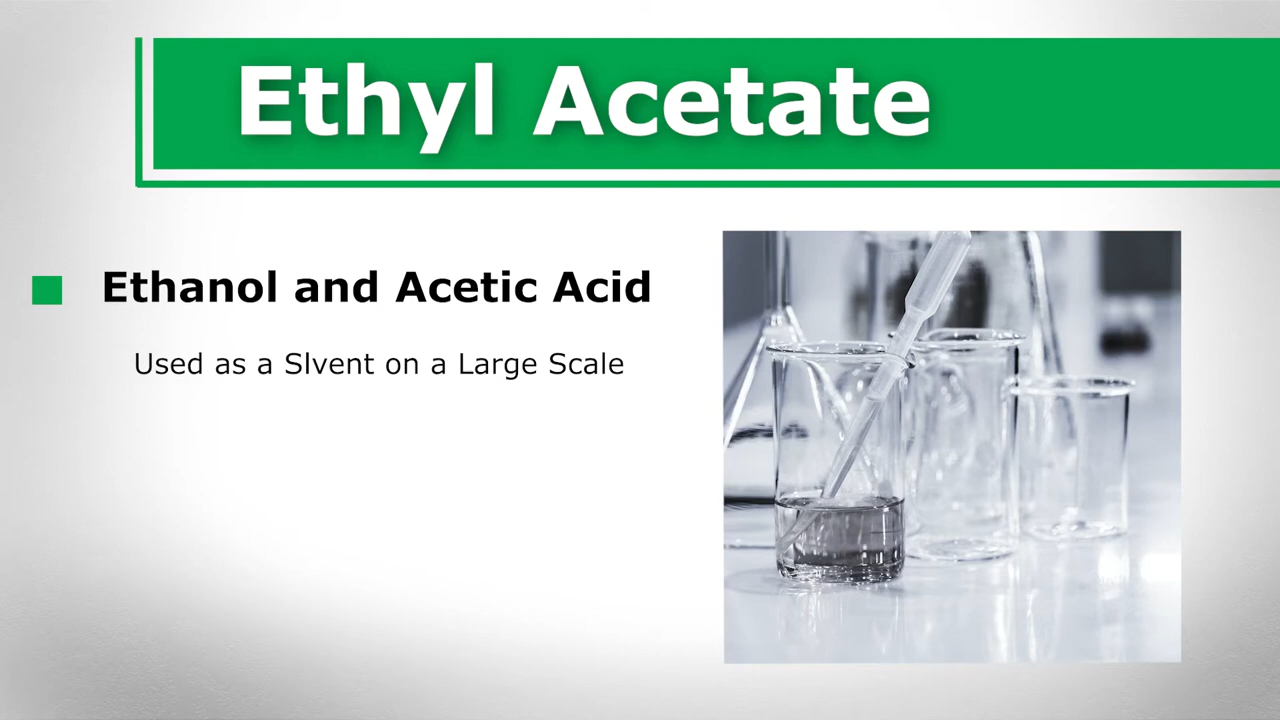 Ethyl Acetate
Ethanol and Acetic Acid
Used as a Slvent on a Large Scale